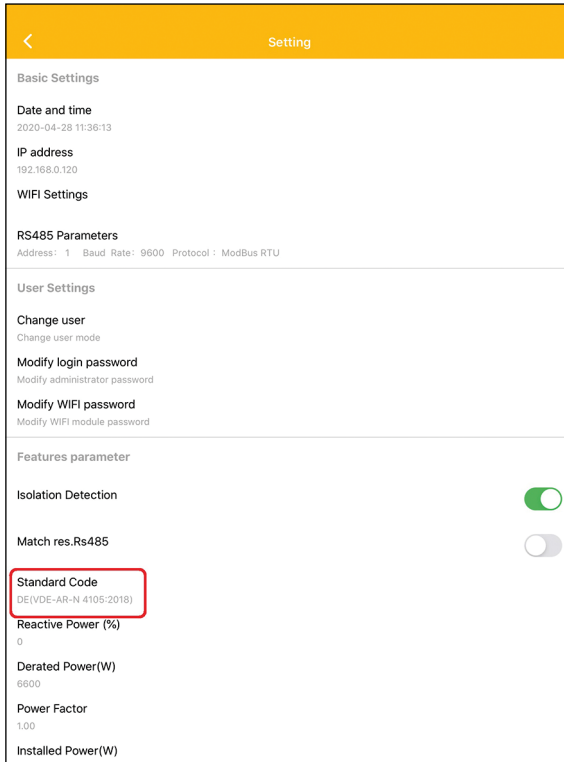 Setting
Basic Settings
Date and time
2020-04-28 11:36:13
IP address
192.168.0.120
WIFI Settings
RS485 Parameters
Address: 1 Baud Rate: 9600 Protocol : ModBus RTU
User Settings
Change user
Change user mode
Modify login password
Modify administrator password
Modify WIFI password
Modify WIFI module password
Features parameter
Isolation Detection
Match res.Rs485
Standard Code
DE(VDE-AR-N 4105:2018)
Reactive Power (%)
0
Derated Power(W)
6600
Power Factor
1.00
Installed Power(W)